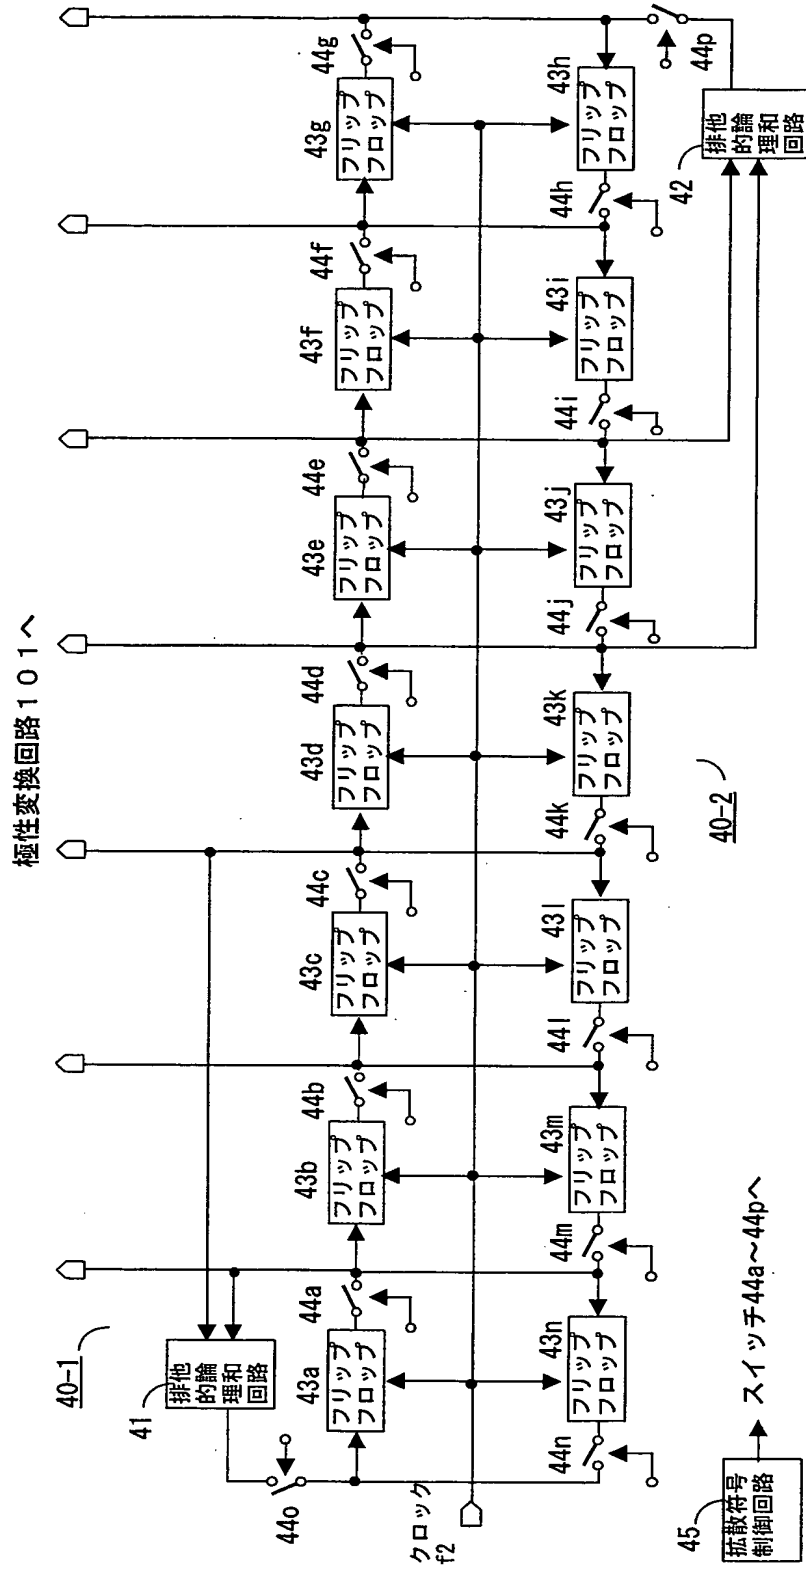 極性変換回路101へ
40-1
41
排他
的論
理和
回路
44o
43a
フリップ
フロップ
44a
43b
フリップ
フロップ
44b
43c
フリップ
フロップ
44c
43d
フリップ
フロップ
44d
43e
フリップ
フロップ
44e
43f
フリップ
フロップ
44f
43g
フリップ
フロップ
44g
クロック
f2
44n
43n
フリップ
フロップ
44m
43m
フリップ
フロップ
44l
43l
フリップ
フロップ
44k
43k
フリップ
フロップ
44j
43j
フリップ
フロップ
44i
43i
フリップ
フロップ
44h
43h
フリップ
フロップ
44p
42
排他
的論
理和
回路
40-2
45
拡散符号
制御回路
スイッチ44a~44pへ